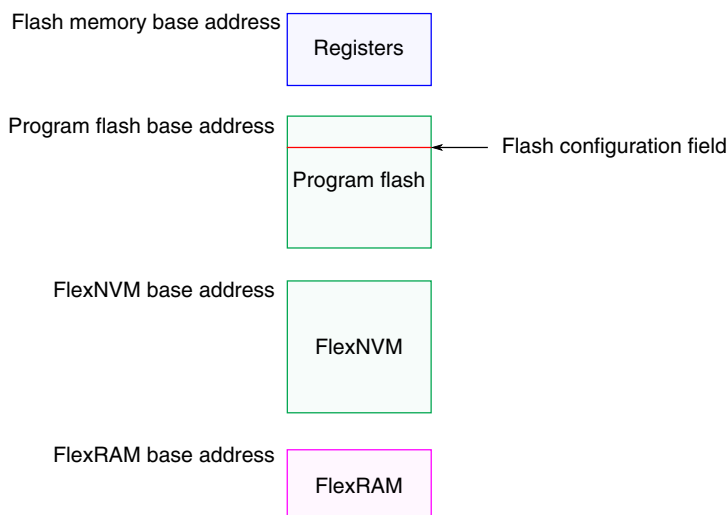 Flash memory base address
Registers
Program flash base address
Flash configuration field
Program flash
FlexNVM base address
FlexNVM
FlexRAM base address
FlexRAM